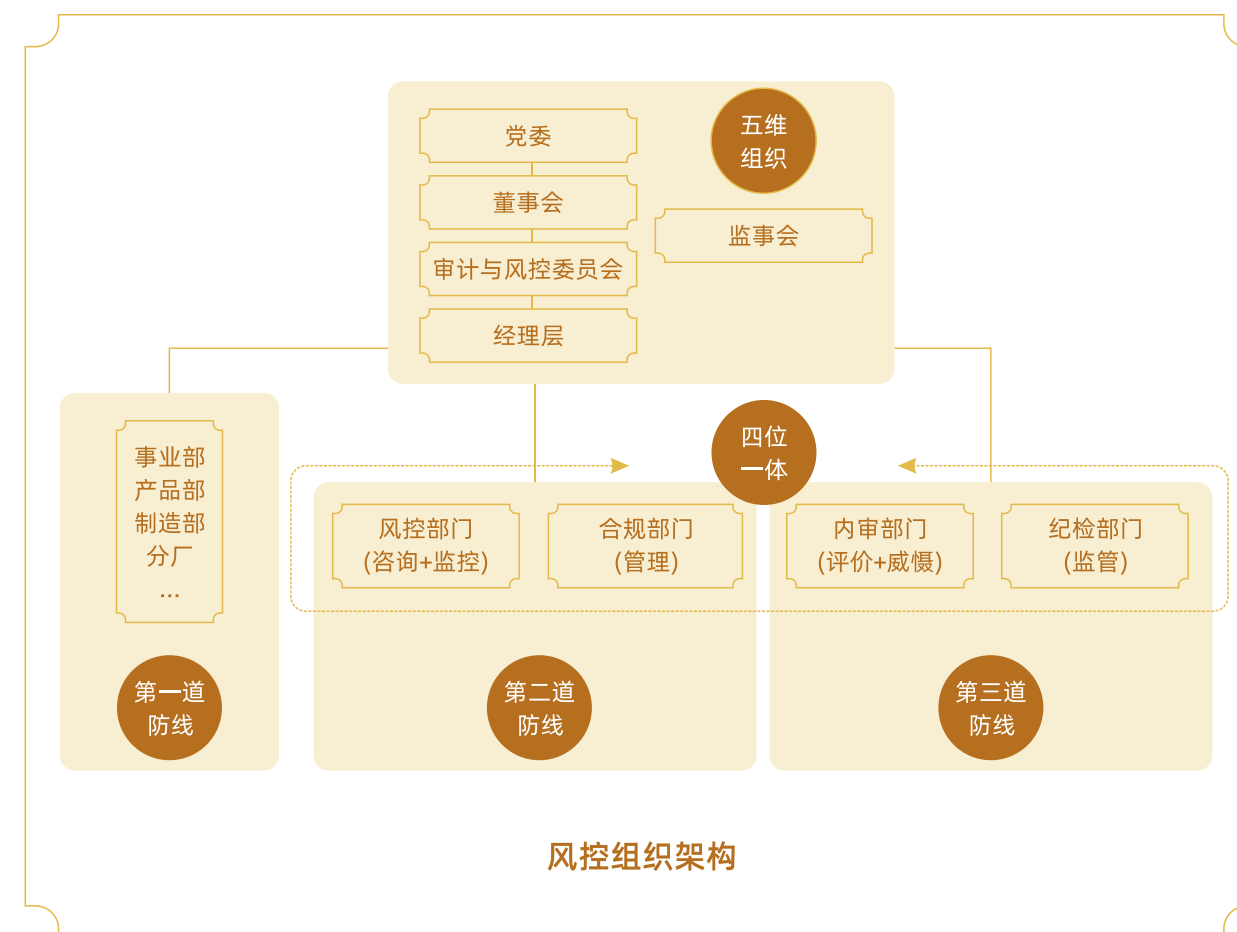 党委
董事会
审计与风控委员会
经理层
五维
组织
监事会
四位
一体
事业部
产品部
制造部
分厂
...
第一道
防线
风控部门
(咨询+监控)
合规部门
(管理)
第二道
防线
内审部门
(评价+威慑)
纪检部门
(监管)
第三道
防线
风控组织架构